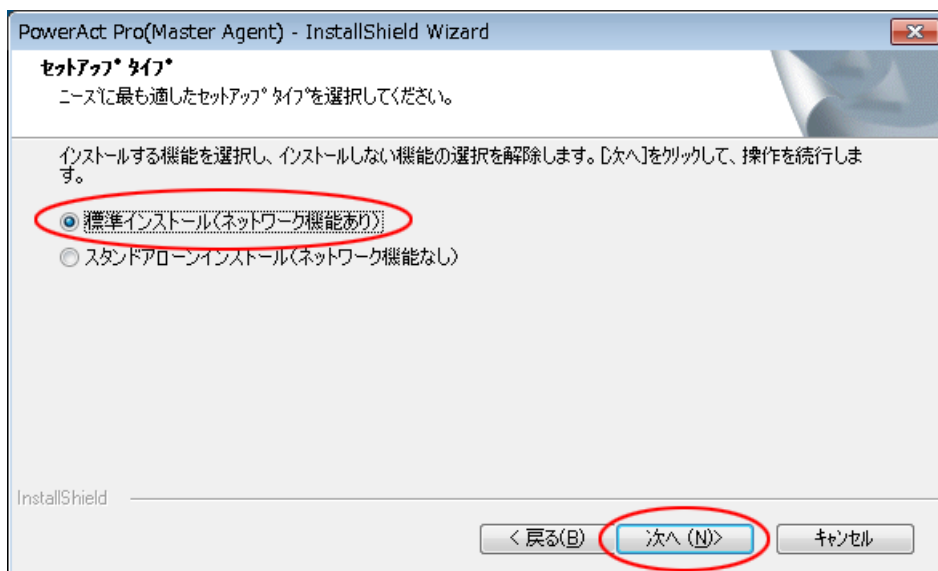 PowerAct Pro(Master Agent) - InstallShield Wizard
セットアップ タイプ
ニーズに最も適したセットアップ タイプを選択してください。
インストールする機能を選択し、インストールしない機能の選択を解除します。[次へ]をクリックして、操作を続行しま
す。
標準インストール(ネットワーク機能あり)
スタンドアローンインストール(ネットワーク機能なし)
InstallShield
< 戻る(B)
次へ (N)>
キャンセル